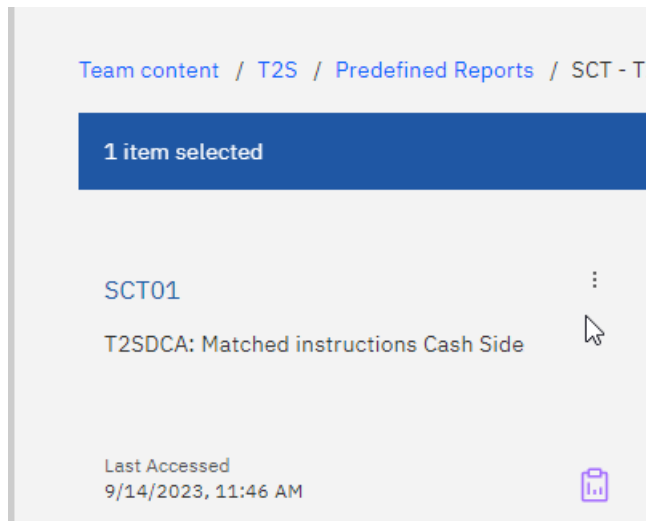 Team content / T2S / Predefined Reports / SCT - T
1 item selected
SCT01
T2SDCA: Matched instructions Cash Side
Last Accessed
9/14/2023, 11:46 AM